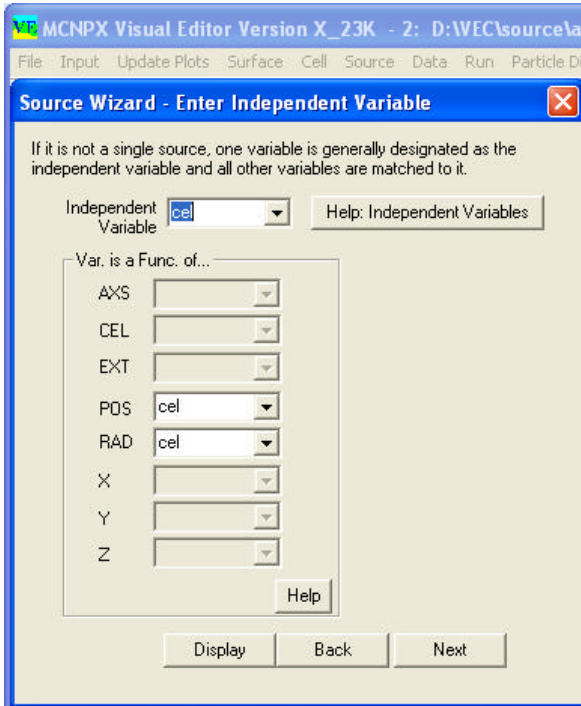 VE MCNPX Visual Editor Version X_23K - 2: D:\VEC\source\a
File Input Update Plots Surface Cell Source Data Run Particle Di
Source Wizard - Enter Independent Variable
If it is not a single source, one variable is generally designated as the
independent variable and all other variables are matched to it.
Independent Variable cel Help: Independent Variables
Var. is a Func. of...
AXS
CEL
EXT
POS cel
RAD cel
X
Y
Z
Help
Display Back Next